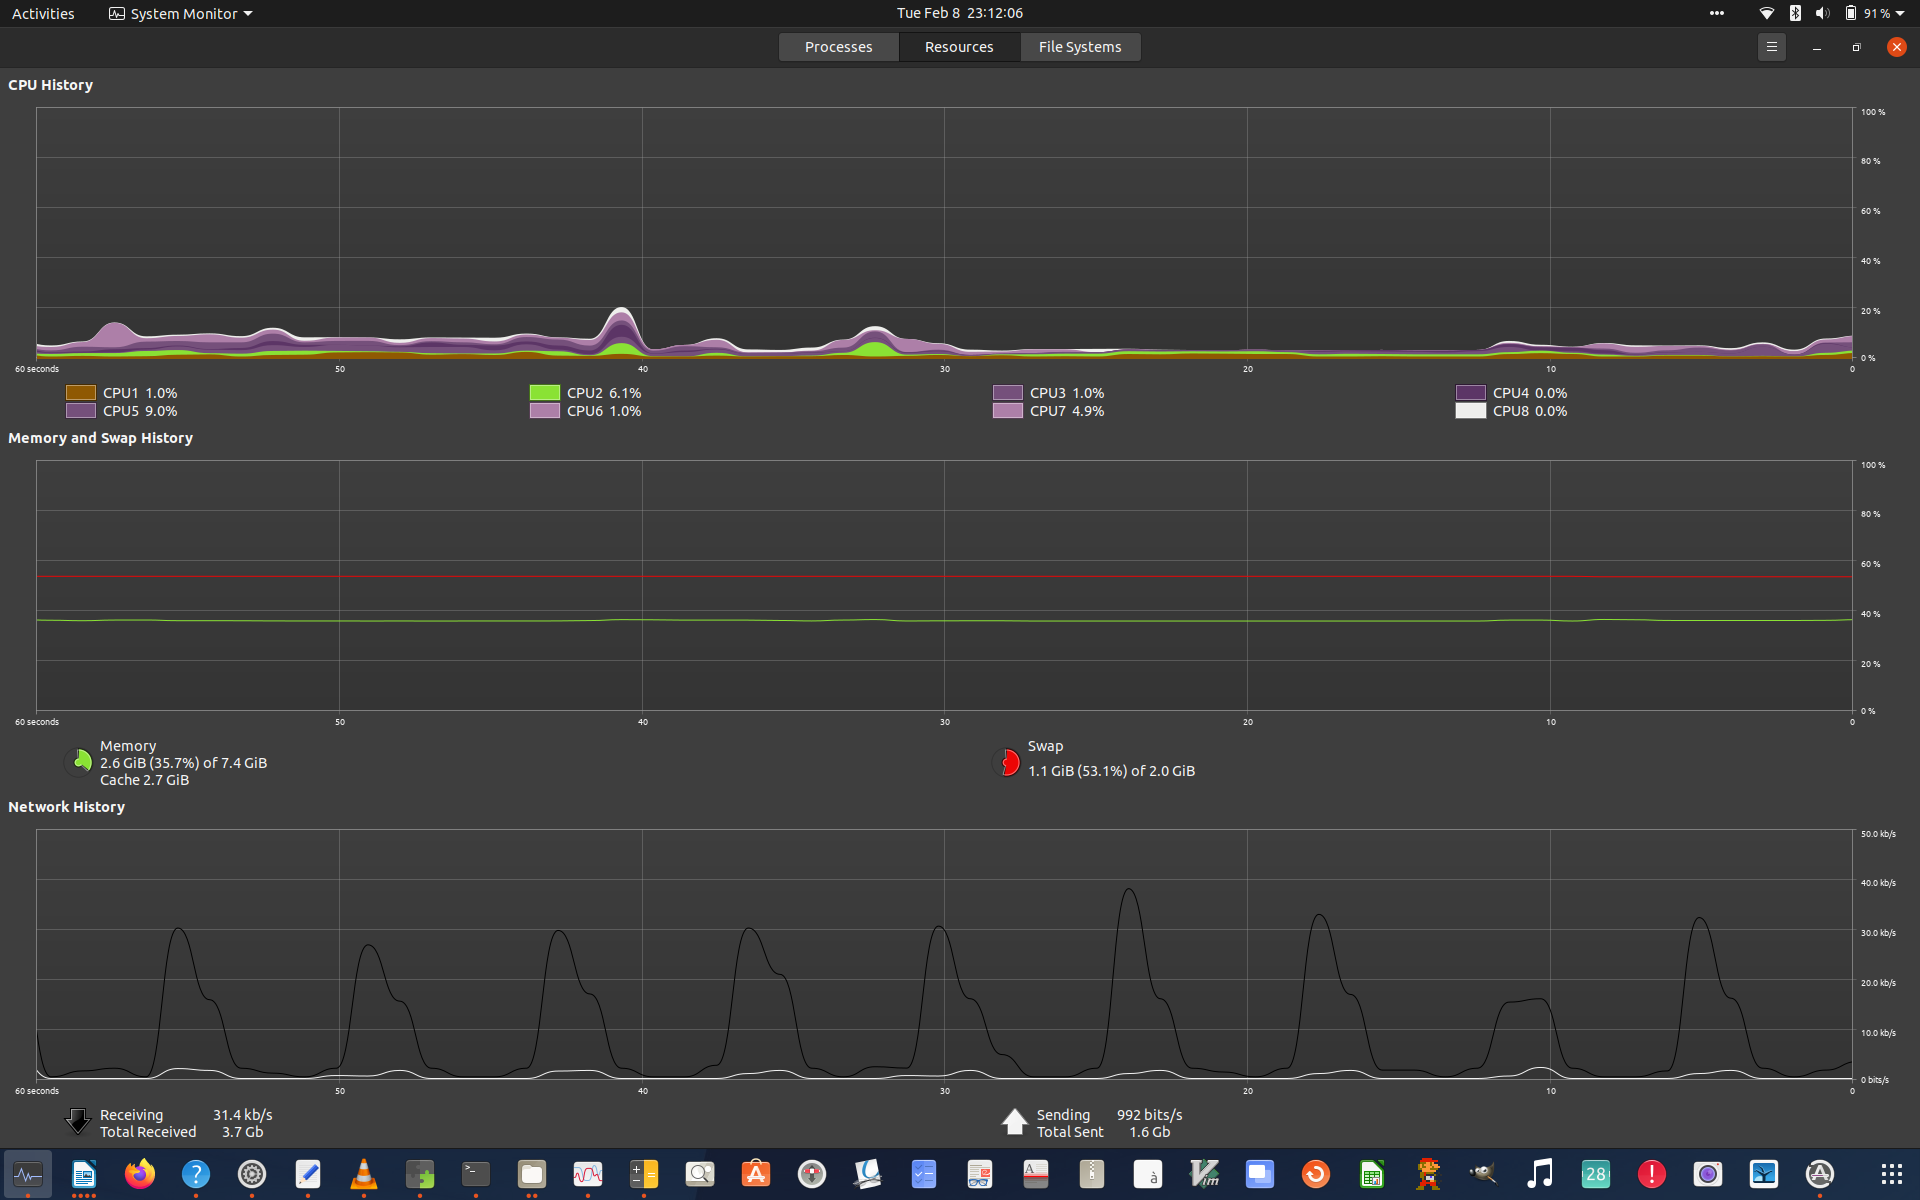 Activities System Monitor Tue Feb 8 23:12:06 91 %
Processes Resources File Systems
CPU History
100 %
80 %
60 %
40 %
20 %
0 %
60 seconds 50 40 30 20 10 0
CPU1 1.0% CPU2 6.1% CPU3 1.0% CPU4 0.0%
CPU5 9.0% CPU6 1.0% CPU7 4.9% CPU8 0.0%
Memory and Swap History
100 %
80 %
60 %
40 %
20 %
0 %
60 seconds 50 40 30 20 10 0
Memory
2.6 GiB (35.7%) of 7.4 GiB
Cache 2.7 GiB
Swap
1.1 GiB (53.1%) of 2.0 GiB
Network History
50.0 kb/s
40.0 kb/s
30.0 kb/s
20.0 kb/s
10.0 kb/s
0 bits/s
60 seconds 50 40 30 20 10 0
Receiving 31.4 kb/s
Total Received 3.7 Gb
Sending 992 bits/s
Total Sent 1.6 Gb
? >_ A à Vim 28 !